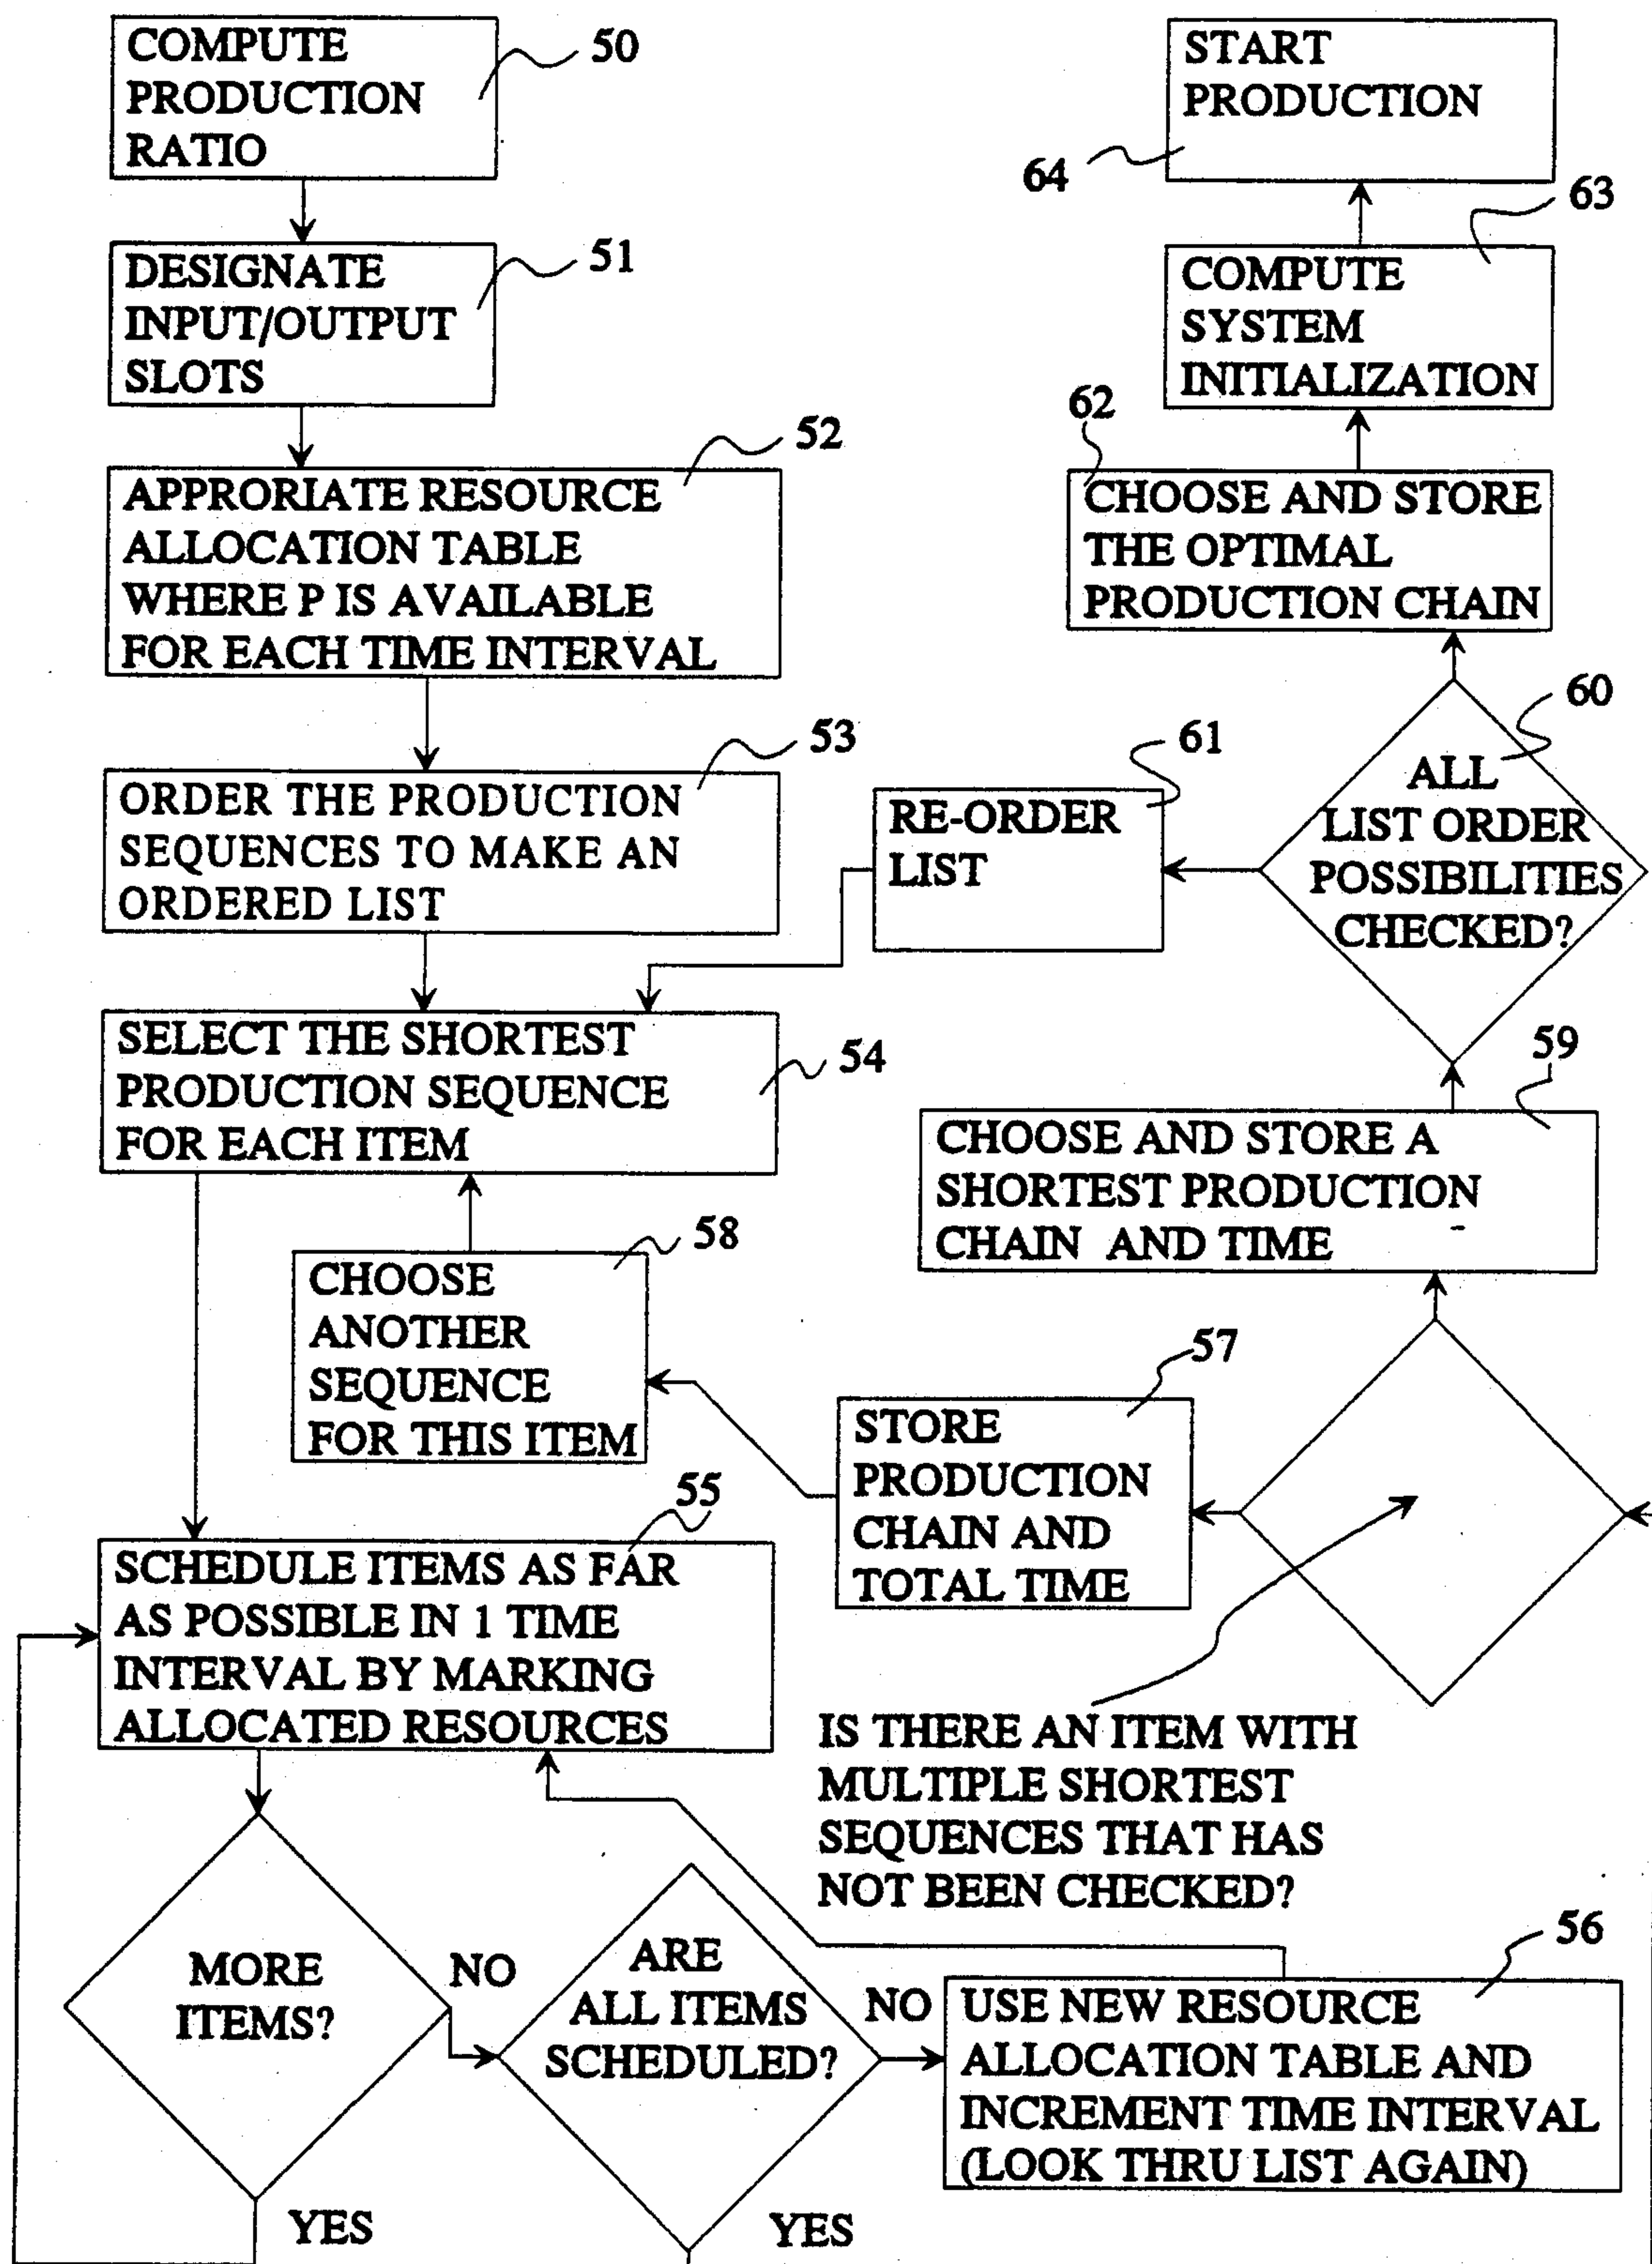 COMPUTE
PRODUCTION
RATIO
50
DESIGNATE
INPUT/OUTPUT
SLOTS
51
APPRORIATE RESOURCE
ALLOCATION TABLE
WHERE P IS AVAILABLE
FOR EACH TIME INTERVAL
52
ORDER THE PRODUCTION
SEQUENCES TO MAKE AN
ORDERED LIST
53
SELECT THE SHORTEST
PRODUCTION SEQUENCE
FOR EACH ITEM
54
CHOOSE
ANOTHER
SEQUENCE
FOR THIS ITEM
58
SCHEDULE ITEMS AS FAR
AS POSSIBLE IN 1 TIME
INTERVAL BY MARKING
ALLOCATED RESOURCES
55
MORE
ITEMS?
NO
YES
ARE
ALL ITEMS
SCHEDULED?
NO
YES
USE NEW RESOURCE
ALLOCATION TABLE AND
INCREMENT TIME INTERVAL
(LOOK THRU LIST AGAIN)
56
IS THERE AN ITEM WITH
MULTIPLE SHORTEST
SEQUENCES THAT HAS
NOT BEEN CHECKED?
STORE
PRODUCTION
CHAIN AND
TOTAL TIME
57
CHOOSE AND STORE A
SHORTEST PRODUCTION
CHAIN AND TIME
59
ALL
LIST ORDER
POSSIBILITIES
CHECKED?
60
RE-ORDER
LIST
61
CHOOSE AND STORE
THE OPTIMAL
PRODUCTION CHAIN
62
COMPUTE
SYSTEM
INITIALIZATION
63
START
PRODUCTION
64